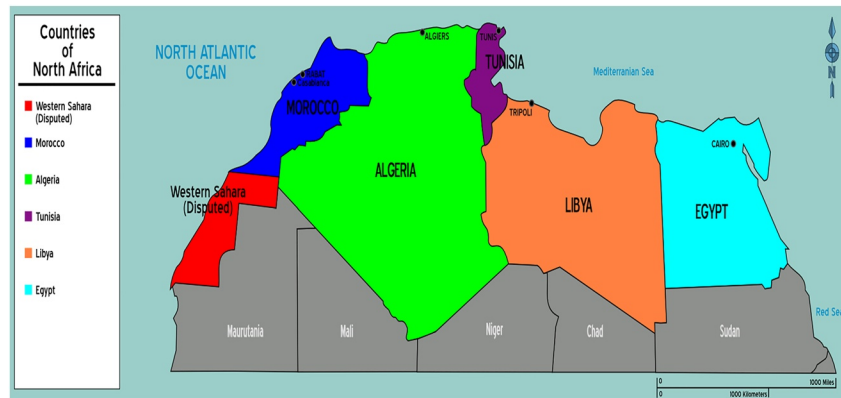 Countries
of
North Africa
Western Sahara
(Disputed)
Morocco
Algeria
Tunisia
Libya
Egypt
NORTH ATLANTIC
OCEAN
ALGIERS
TUNIS
TUNISIA
Mediterranean Sea
N
RABAT
Casablanca
MOROCCO
TRIPOLI
CAIRO
ALGERIA
Western Sahara
(Disputed)
LIBYA
EGYPT
Red Sea
Maurutania
Mali
Niger
Chad
Sudan
0
1000 Miles
0
1000 Kilometers